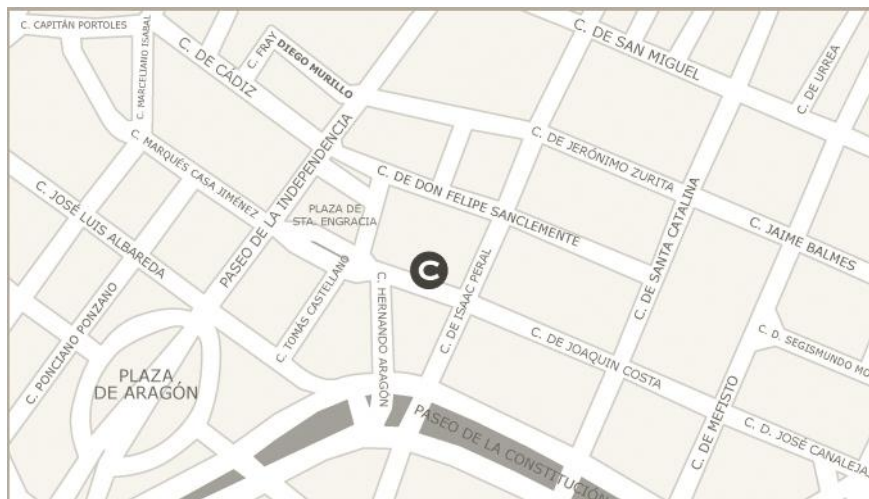 C. CAPITÁN PORTOLES
C. MARCELIANO ISABAL
C. DE CÁDIZ
C. FRAY
DIEGO MURILLO
C. DE SAN MIGUEL
C. DE URREA
C. MARQUÉS CASA JIMÉNEZ
PASEO DE LA INDEPENDENCIA
C. DE JERÓNIMO ZURITA
C. JOSÉ LUIS ALBAREDA
PLAZA DE
STA. ENGRACIA
C. DE DON FELIPE SANCLEMENTE
C. DE SANTA CATALINA
C. JAIME BALMES
C
C. PONCIANO PONZANO
C. TOMÁS CASTELLANO
C. HERNANDO ARAGÓN
C. DE ISAAC PERAL
C. DE JOAQUIN COSTA
C. D. SEGISMUNDO MO
PLAZA
DE ARAGÓN
PASEO DE LA CONSTITUCIÓN
C. DE MEFISTO
C. D. JOSÉ CANALEJAS